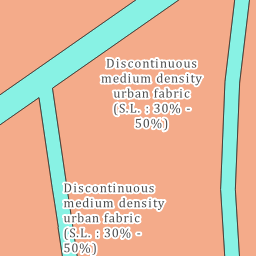 Discontinuous
medium density
urban fabric
(S.L. : 30% -
50%)
Discontinuous
medium density
urban fabric
(S.L. : 30% -
50%)